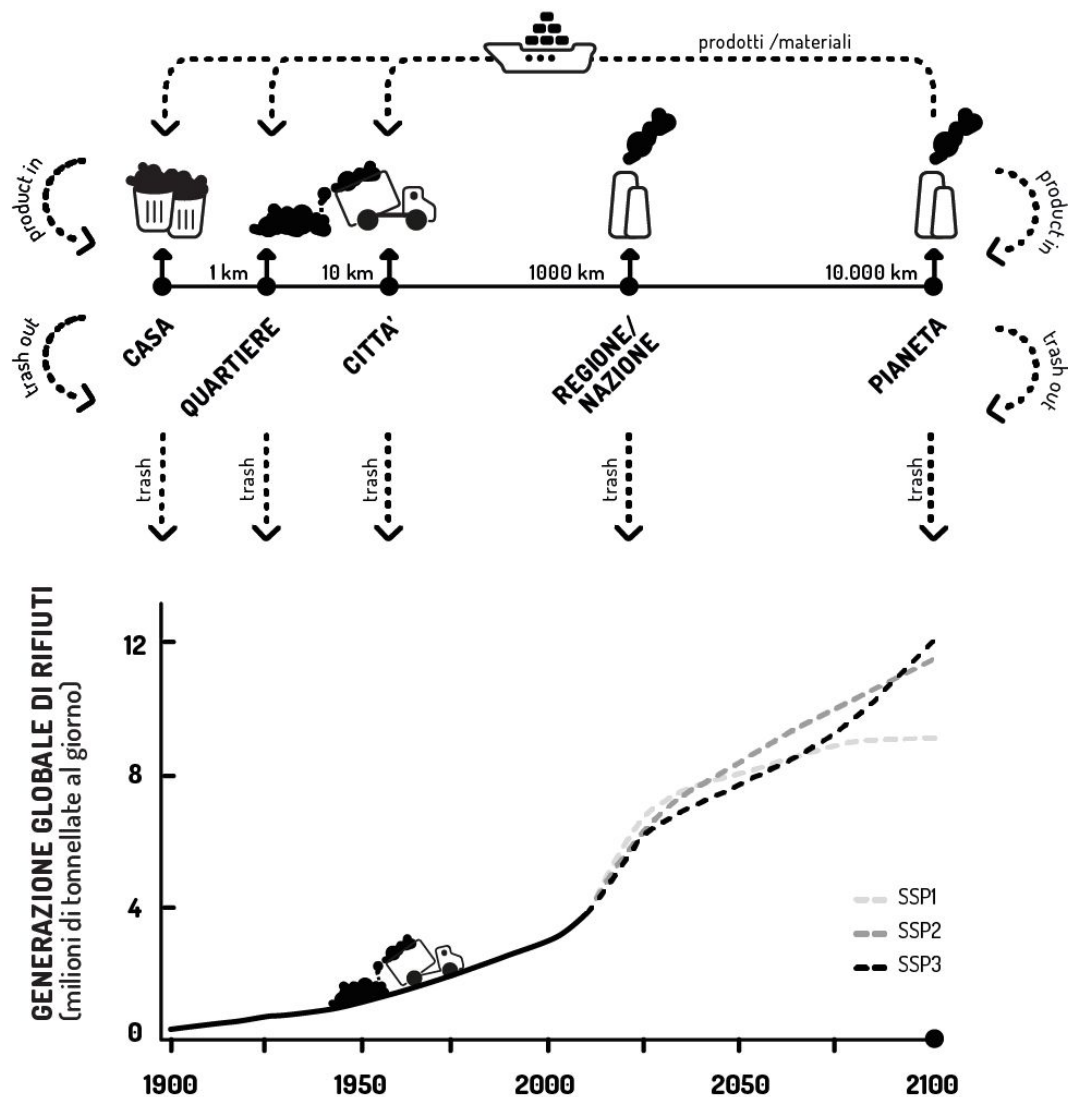 prodotti /materiali
product in
product in
1 km
10 km
1000 km
10.000 km
trash out
CASA
QUARTIERE
CITTA'
REGIONE/
NAZIONE
PIANETA
trash out
trash
trash
trash
trash
trash
GENERAZIONE GLOBALE DI RIFIUTI
(milioni di tonnellate al giorno)
12
8
4
0
SSP1
SSP2
SSP3
1900
1950
2000
2050
2100